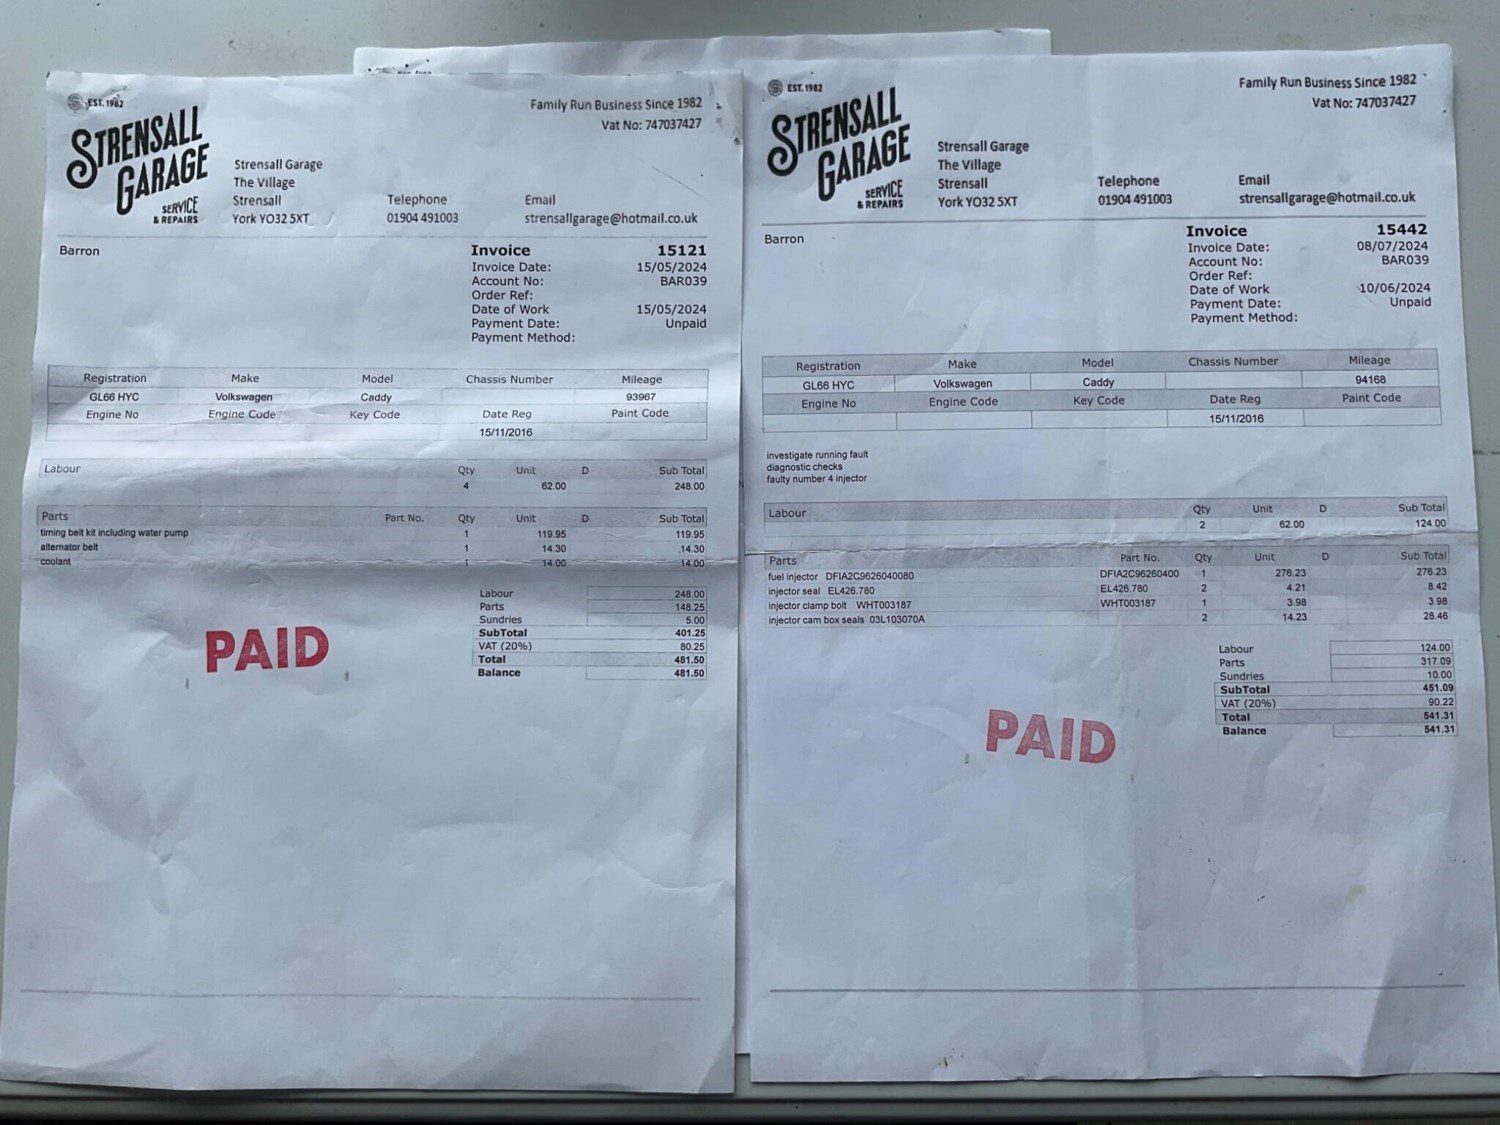 EST. 1982
STRENSALL
GARAGE
SERVICE
& REPAIRS
Family Run Business Since 1982
Vat No: 747037427
Strensall Garage
The Village
Strensall
York YO32 5XT
Telephone
01904 491003
Email
strensallgarage@hotmail.co.uk
Barron
Invoice 15121
Invoice Date: 15/05/2024
Account No: BAR039
Order Ref:
Date of Work 15/05/2024
Payment Date: Unpaid
Payment Method:
Registration Make Model Chassis Number Mileage
GL66 HYC Volkswagen Caddy 93967
Engine No Engine Code Key Code Date Reg Paint Code
15/11/2016
Labour Qty Unit D Sub Total
4 62.00 248.00
Parts Part No. Qty Unit D Sub Total
timing belt kit including water pump 1 119.95 119.95
alternator belt 1 14.30 14.30
coolant 1 14.00 14.00
Labour 248.00
Parts 148.25
Sundries 5.00
SubTotal 401.25
VAT (20%) 80.25
Total 481.50
Balance 481.50
PAID
EST. 1982
STRENSALL
GARAGE
SERVICE
& REPAIRS
Family Run Business Since 1982
Vat No: 747037427
Strensall Garage
The Village
Strensall
York YO32 5XT
Telephone
01904 491003
Email
strensallgarage@hotmail.co.uk
Barron
Invoice 15442
Invoice Date: 08/07/2024
Account No: BAR039
Order Ref:
Date of Work 10/06/2024
Payment Date: Unpaid
Payment Method:
Registration Make Model Chassis Number Mileage
GL66 HYC Volkswagen Caddy 94168
Engine No Engine Code Key Code Date Reg Paint Code
15/11/2016
investigate running fault
diagnostic checks
faulty number 4 injector
Labour Qty Unit D Sub Total
2 62.00 124.00
Parts Part No. Qty Unit D Sub Total
fuel injector DFIA2C9626040080 DFIA2C96260400 1 276.23 276.23
injector seal EL426.780 EL426.780 2 4.21 8.42
injector clamp bolt WHT003187 WHT003187 1 3.98 3.98
injector cam box seals 03L103070A 2 14.23 28.46
Labour 124.00
Parts 317.09
Sundries 10.00
SubTotal 451.09
VAT (20%) 90.22
Total 541.31
Balance 541.31
PAID